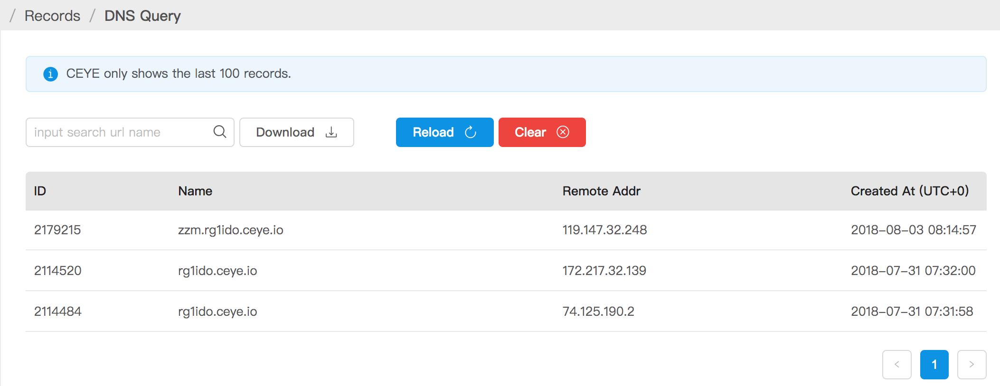 / Records / DNS Query
CEYE only shows the last 100 records.
input search url name Download Reload Clear
ID Name Remote Addr Created At (UTC+0)
2179215 zzm.rg1ido.ceye.io 119.147.32.248 2018-08-03 08:14:57
2114520 rg1ido.ceye.io 172.217.32.139 2018-07-31 07:32:00
2114484 rg1ido.ceye.io 74.125.190.2 2018-07-31 07:31:58
< 1 >